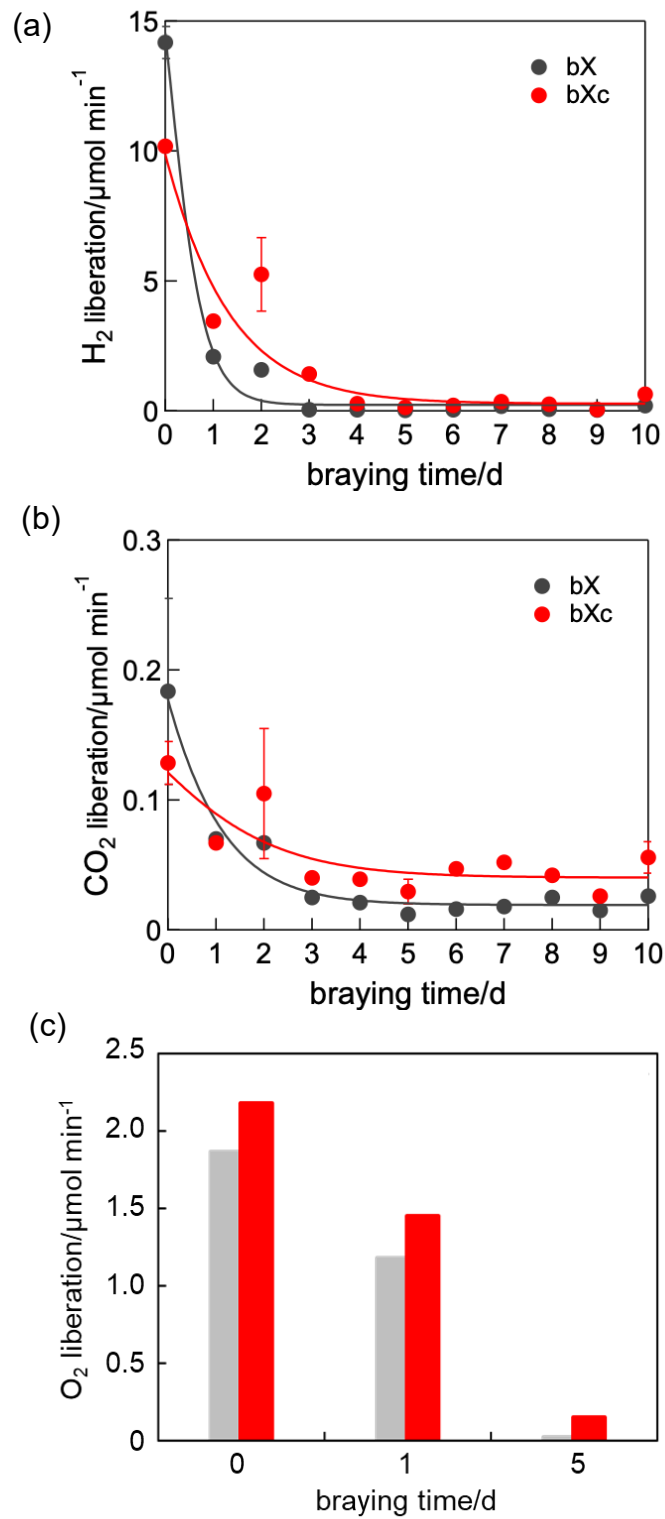 (a)
H₂ liberation/µmol min⁻¹
15
10
5
0
bX
bXc
0 1 2 3 4 5 6 7 8 9 10
braying time/d
(b)
CO₂ liberation/µmol min⁻¹
0.3
0.2
0.1
0
bX
bXc
0 1 2 3 4 5 6 7 8 9 10
braying time/d
(c)
O₂ liberation/µmol min⁻¹
2.5
2.0
1.5
1.0
0.5
0
0 1 5
braying time/d